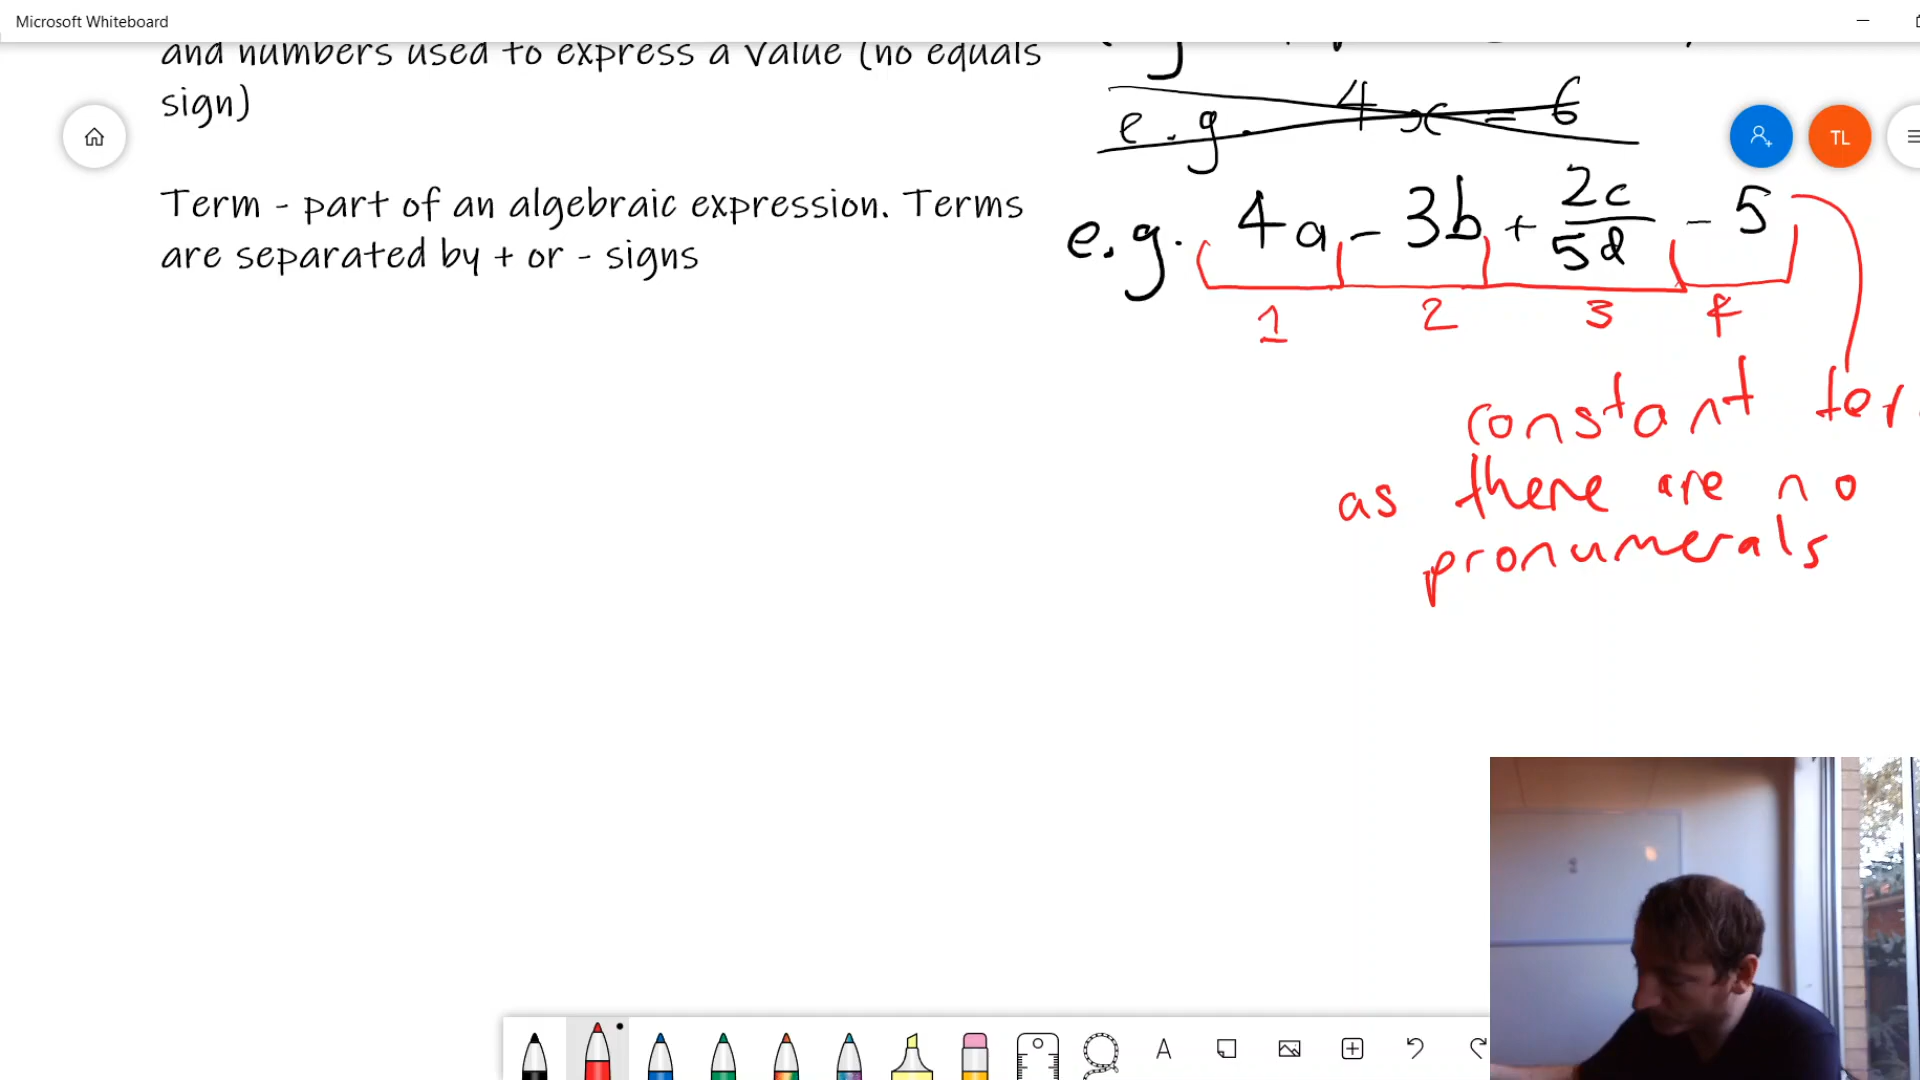 Microsoft Whiteboard
and numbers used to express a value (no equals
sign)
e.g. 4x = 6
Term - part of an algebraic expression. Terms
are separated by + or - signs
e.g. 4a - 3b + 2c/5d - 5
1 2 3 4
constant ter
as there are no
pronumerals
TL
A